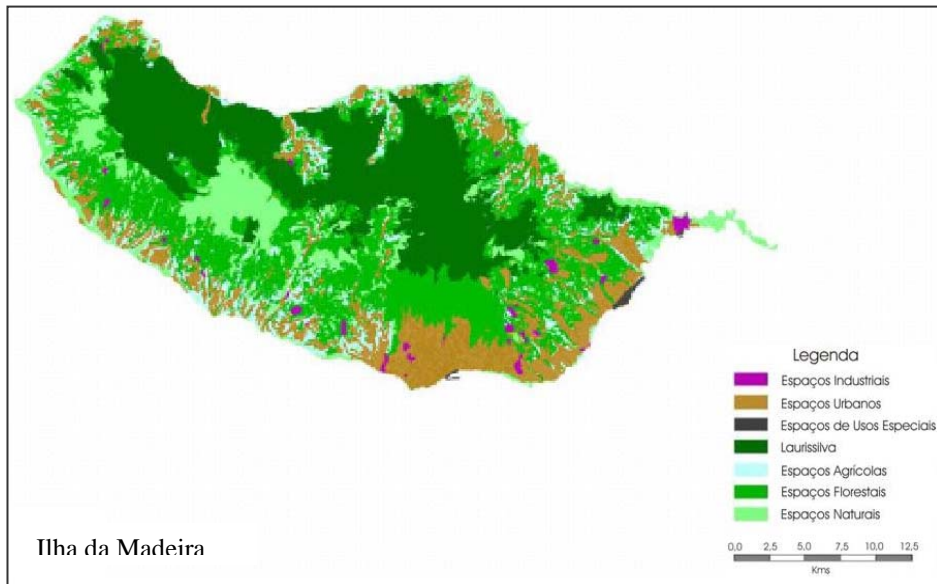 Legenda
Espaços Industriais
Espaços Urbanos
Espaços de Usos Especiais
Laurissilva
Espaços Agrícolas
Espaços Florestais
Espaços Naturais
Ilha da Madeira
0,0 2,5 5,0 7,5 10,0 12,5
Kms